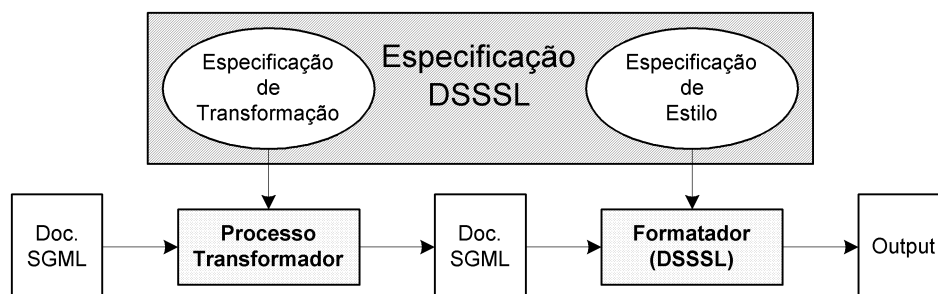 Especificação
de
Transformação
Especificação
DSSSL
Especificação
de
Estilo
Doc.
SGML
Processo
Transformador
Doc.
SGML
Formatador
(DSSSL)
Output